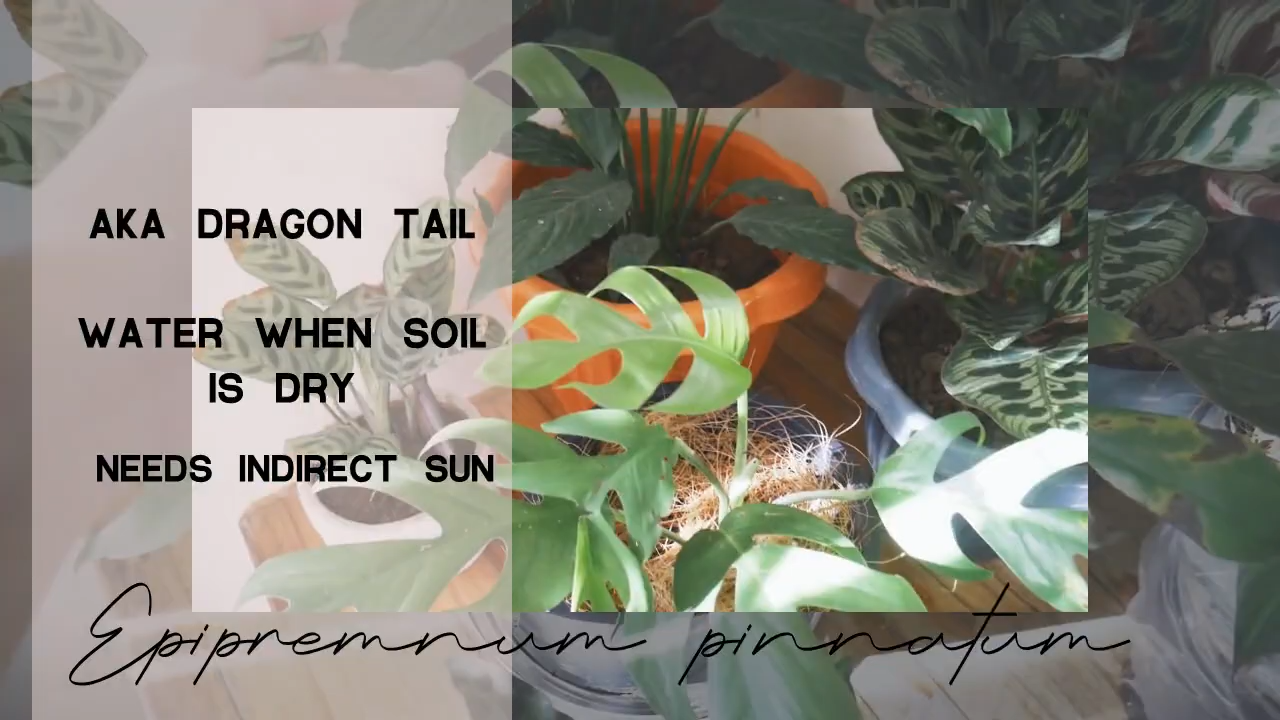 AKA DRAGON TAIL
WATER WHEN SOIL
IS DRY
NEEDS INDIRECT SUN
Epipremnum pinnatum